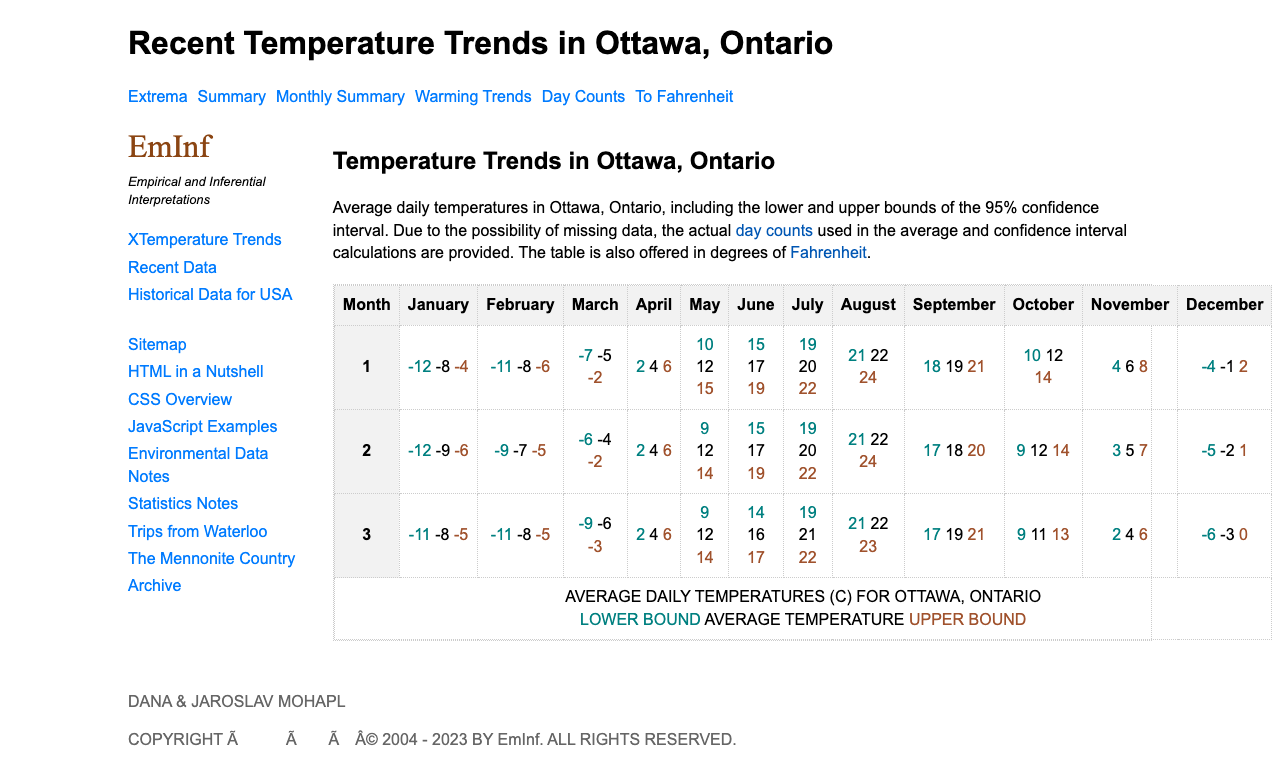 Recent Temperature Trends in Ottawa, Ontario
Extrema Summary Monthly Summary Warming Trends Day Counts To Fahrenheit
EmInf
Empirical and Inferential
Interpretations
XTemperature Trends
Recent Data
Historical Data for USA
Sitemap
HTML in a Nutshell
CSS Overview
JavaScript Examples
Environmental Data
Notes
Statistics Notes
Trips from Waterloo
The Mennonite Country
Archive
Temperature Trends in Ottawa, Ontario
Average daily temperatures in Ottawa, Ontario, including the lower and upper bounds of the 95% confidence
interval. Due to the possibility of missing data, the actual day counts used in the average and confidence interval
calculations are provided. The table is also offered in degrees of Fahrenheit.
Month January February March April May June July August September October November December
1 -12 -8 -4 -11 -8 -6 -7 -5 -2 2 4 6 10 12 15 15 17 19 19 20 22 21 22 24 18 19 21 10 12 14 4 6 8 -4 -1 2
2 -12 -9 -6 -9 -7 -5 -6 -4 -2 2 4 6 9 12 14 15 17 19 19 20 22 21 22 24 17 18 20 9 12 14 3 5 7 -5 -2 1
3 -11 -8 -5 -11 -8 -5 -9 -6 -3 2 4 6 9 12 14 14 16 17 19 21 22 21 22 23 17 19 21 9 11 13 2 4 6 -6 -3 0
AVERAGE DAILY TEMPERATURES (C) FOR OTTAWA, ONTARIO
LOWER BOUND AVERAGE TEMPERATURE UPPER BOUND
DANA & JAROSLAV MOHAPL
COPYRIGHT Ã Ã Ã Â© 2004 - 2023 BY EmInf. ALL RIGHTS RESERVED.